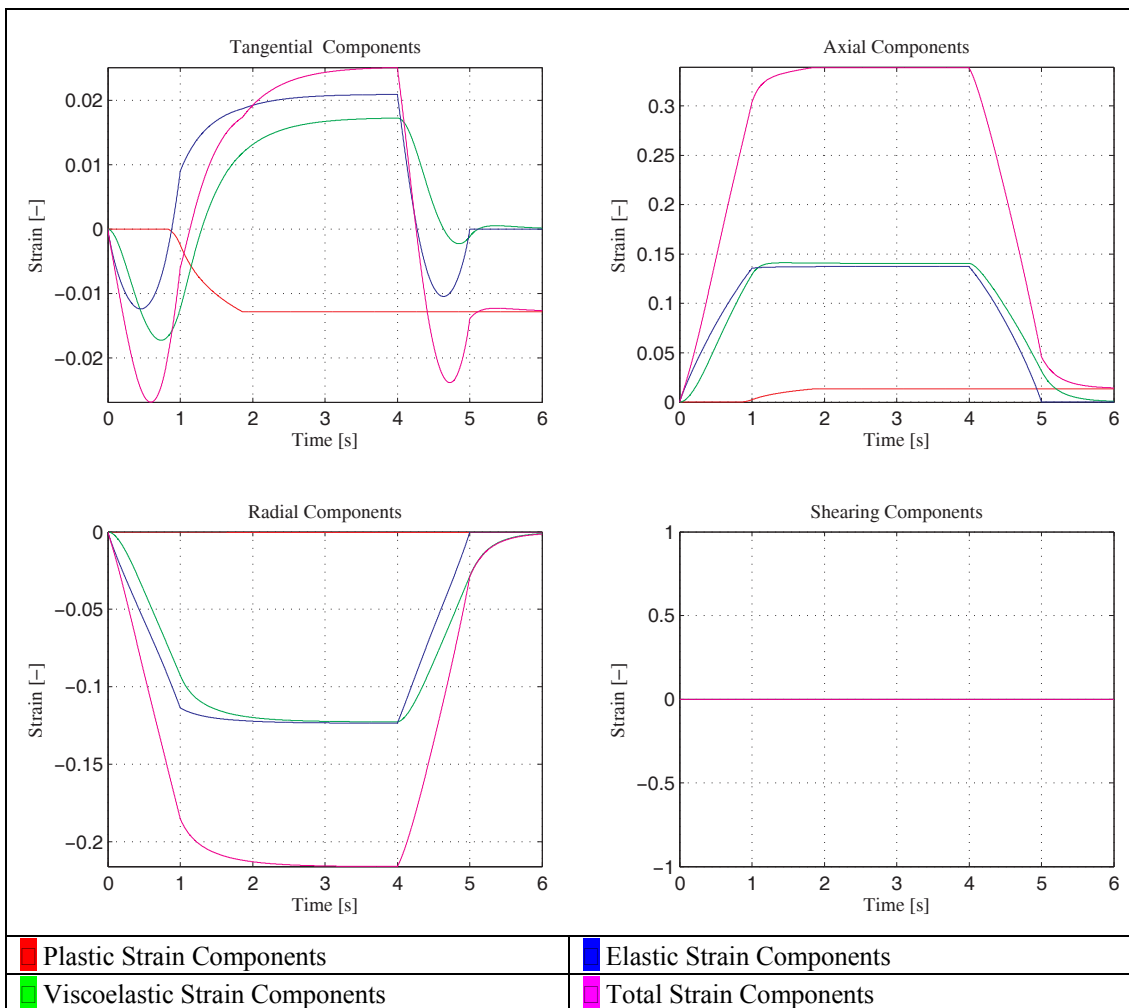 Tangential Components
Axial Components
0.02
0.01
0
−0.01
−0.02
Strain [−]
0 1 2 3 4 5 6
Time [s]
0.3
0.25
0.2
0.15
0.1
0.05
0
Strain [−]
0 1 2 3 4 5 6
Time [s]
Radial Components
Shearing Components
0
−0.05
−0.1
−0.15
−0.2
Strain [−]
0 1 2 3 4 5 6
Time [s]
1
0.5
0
−0.5
−1
Strain [−]
0 1 2 3 4 5 6
Time [s]
Plastic Strain Components
Elastic Strain Components
Viscoelastic Strain Components
Total Strain Components